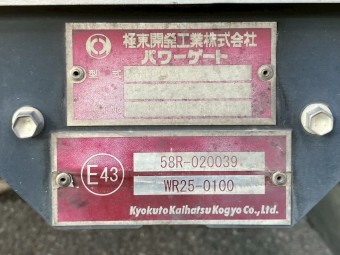 極東開発工業株式会社
パワーゲート
型式
E43
58R-020039
WR25-0100
Kyokuto Kaihatsu Kogyo Co., Ltd.